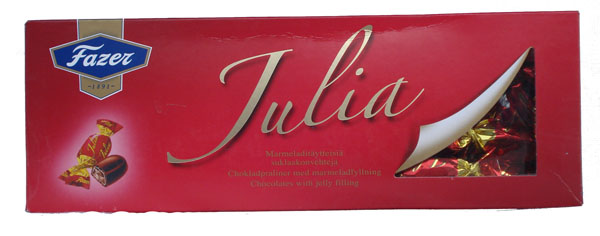 Fazer
1891
Julia
Marmeladitäytteisiä
suklaakonvehteja
Chokladpraliner med marmeladfyllning
Chocolates with jelly filling